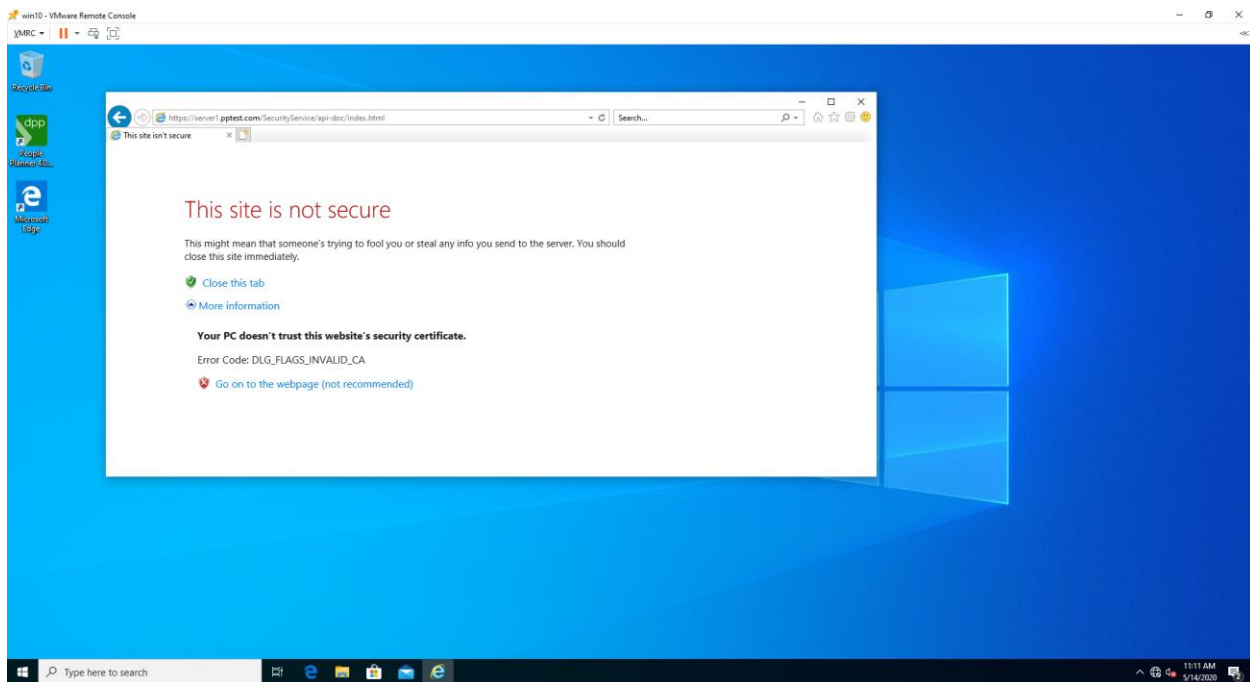 win10 - VMware Remote Console
VMRC
Recycle Bin
https://server1.pptest.com/SecurityService/api-doc/index.html
Search...
This site isn't secure
dpp
People
Planner 4.0...
Microsoft
Edge
This site is not secure
This might mean that someone's trying to fool you or steal any info you send to the server. You should
close this site immediately.
Close this tab
More information
Your PC doesn't trust this website's security certificate.
Error Code: DLG_FLAGS_INVALID_CA
Go on to the webpage (not recommended)
Type here to search
11:11 AM
5/14/2020
2